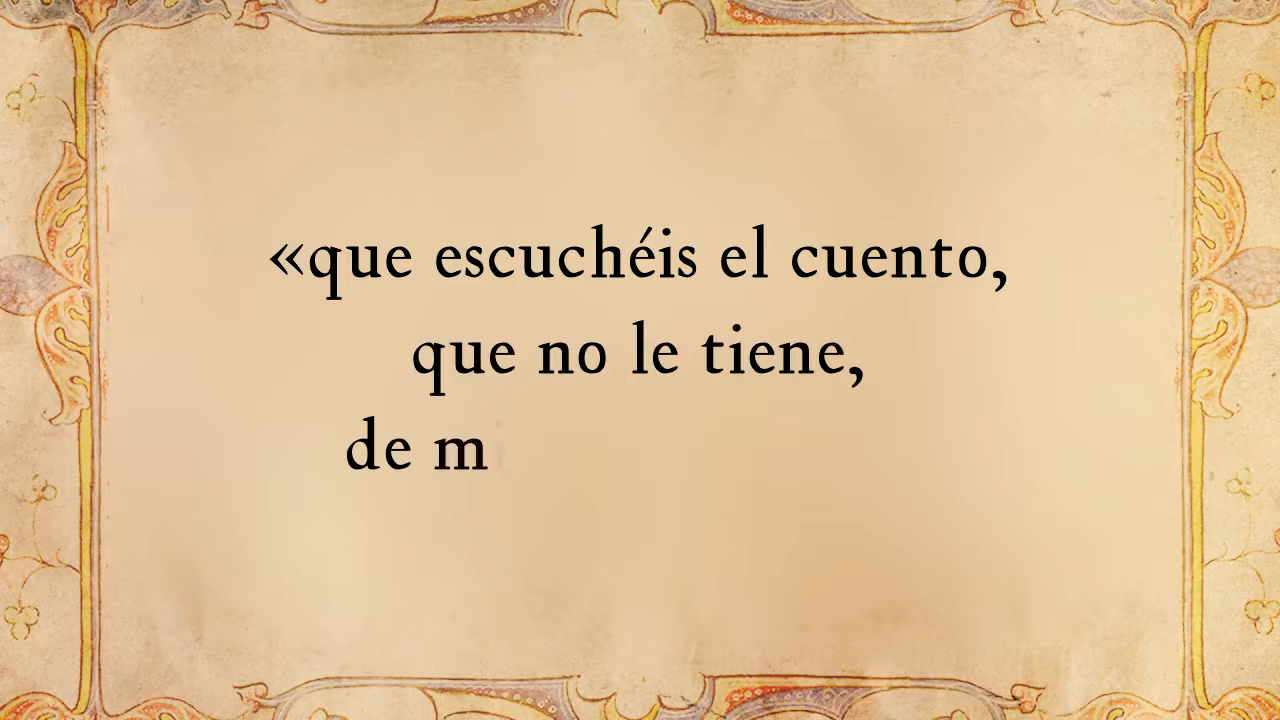 «que escuchéis el cuento,
que no le tiene,
de m